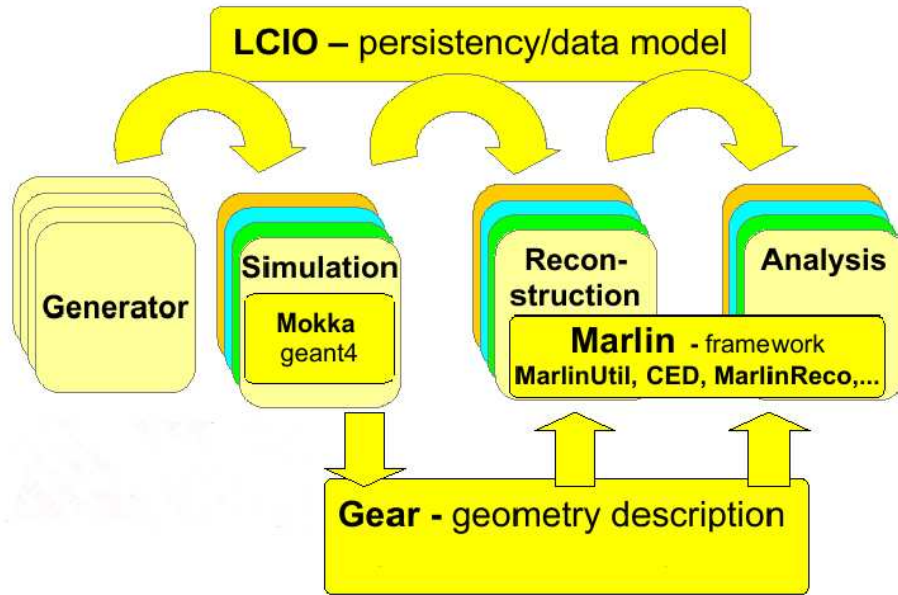 LCIO – persistency/data model
Generator
Simulation
Mokka
geant4
Recon-
struction
Analysis
Marlin - framework
MarlinUtil, CED, MarlinReco,...
Gear - geometry description